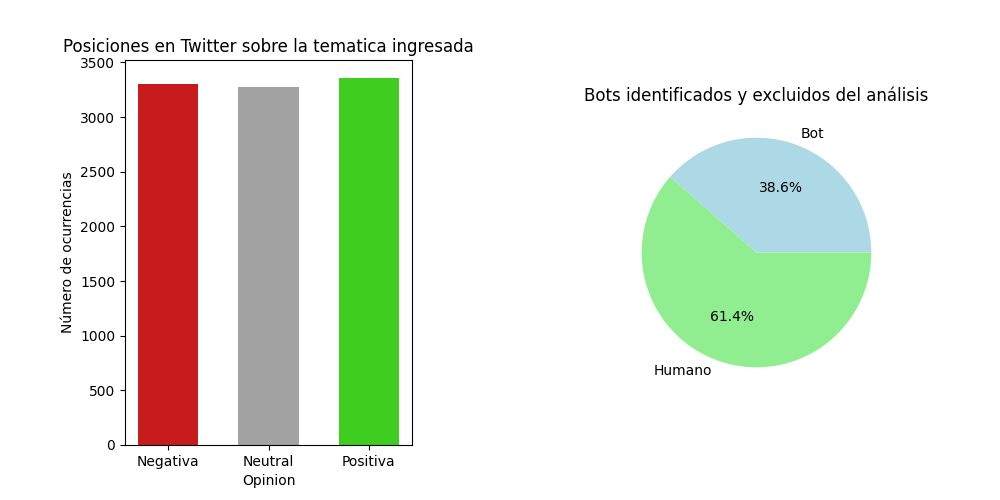 Posiciones en Twitter sobre la tematica ingresada
3500
3000
2500
2000
1500
1000
500
0
Número de ocurrencias
Negativa
Neutral
Positiva
Opinion
Bots identificados y excluidos del análisis
Bot
38.6%
61.4%
Humano